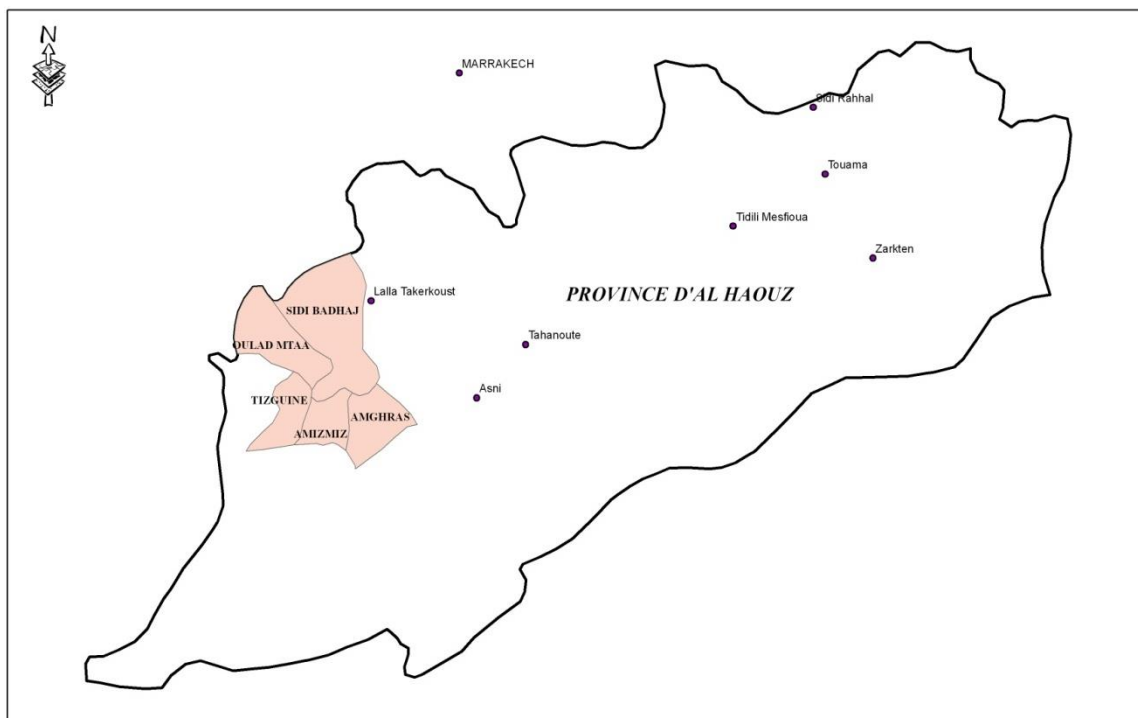 N
MARRAKECH
Sidi Rahhal
Touama
Tidili Mesfioua
Zarkten
Lalla Takerkoust
PROVINCE D'AL HAOUZ
SIDI BADHAJ
OULAD MTAA
Tahanoute
Asni
TIZGUINE
AMGHRAS
AMIZMIZ